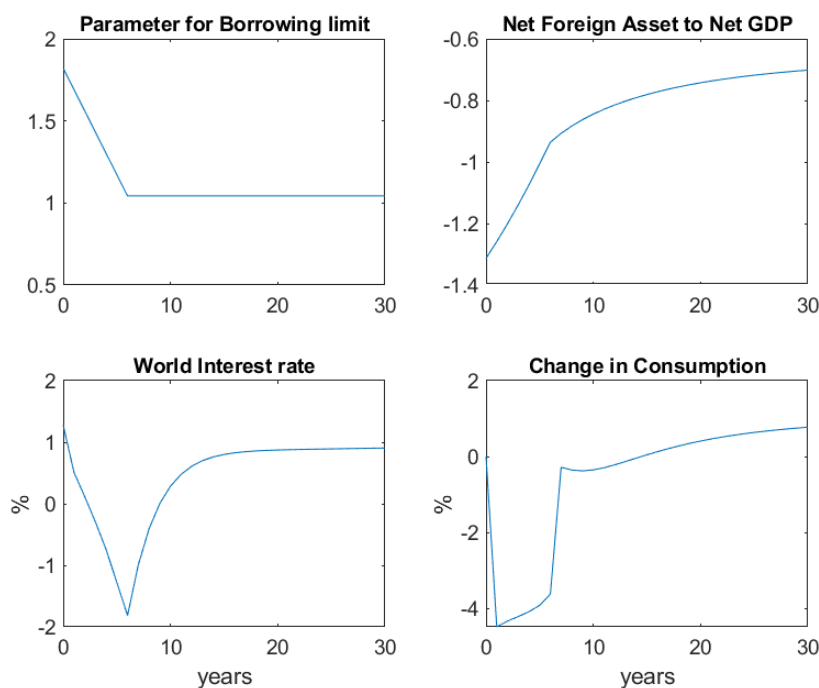 Parameter for Borrowing limit
2
1.5
1
0.5
0 10 20 30
Net Foreign Asset to Net GDP
-0.6
-0.8
-1
-1.2
-1.4
0 10 20 30
World Interest rate
%
2
1
0
-1
-2
0 10 20 30
years
Change in Consumption
%
2
0
-2
-4
0 10 20 30
years